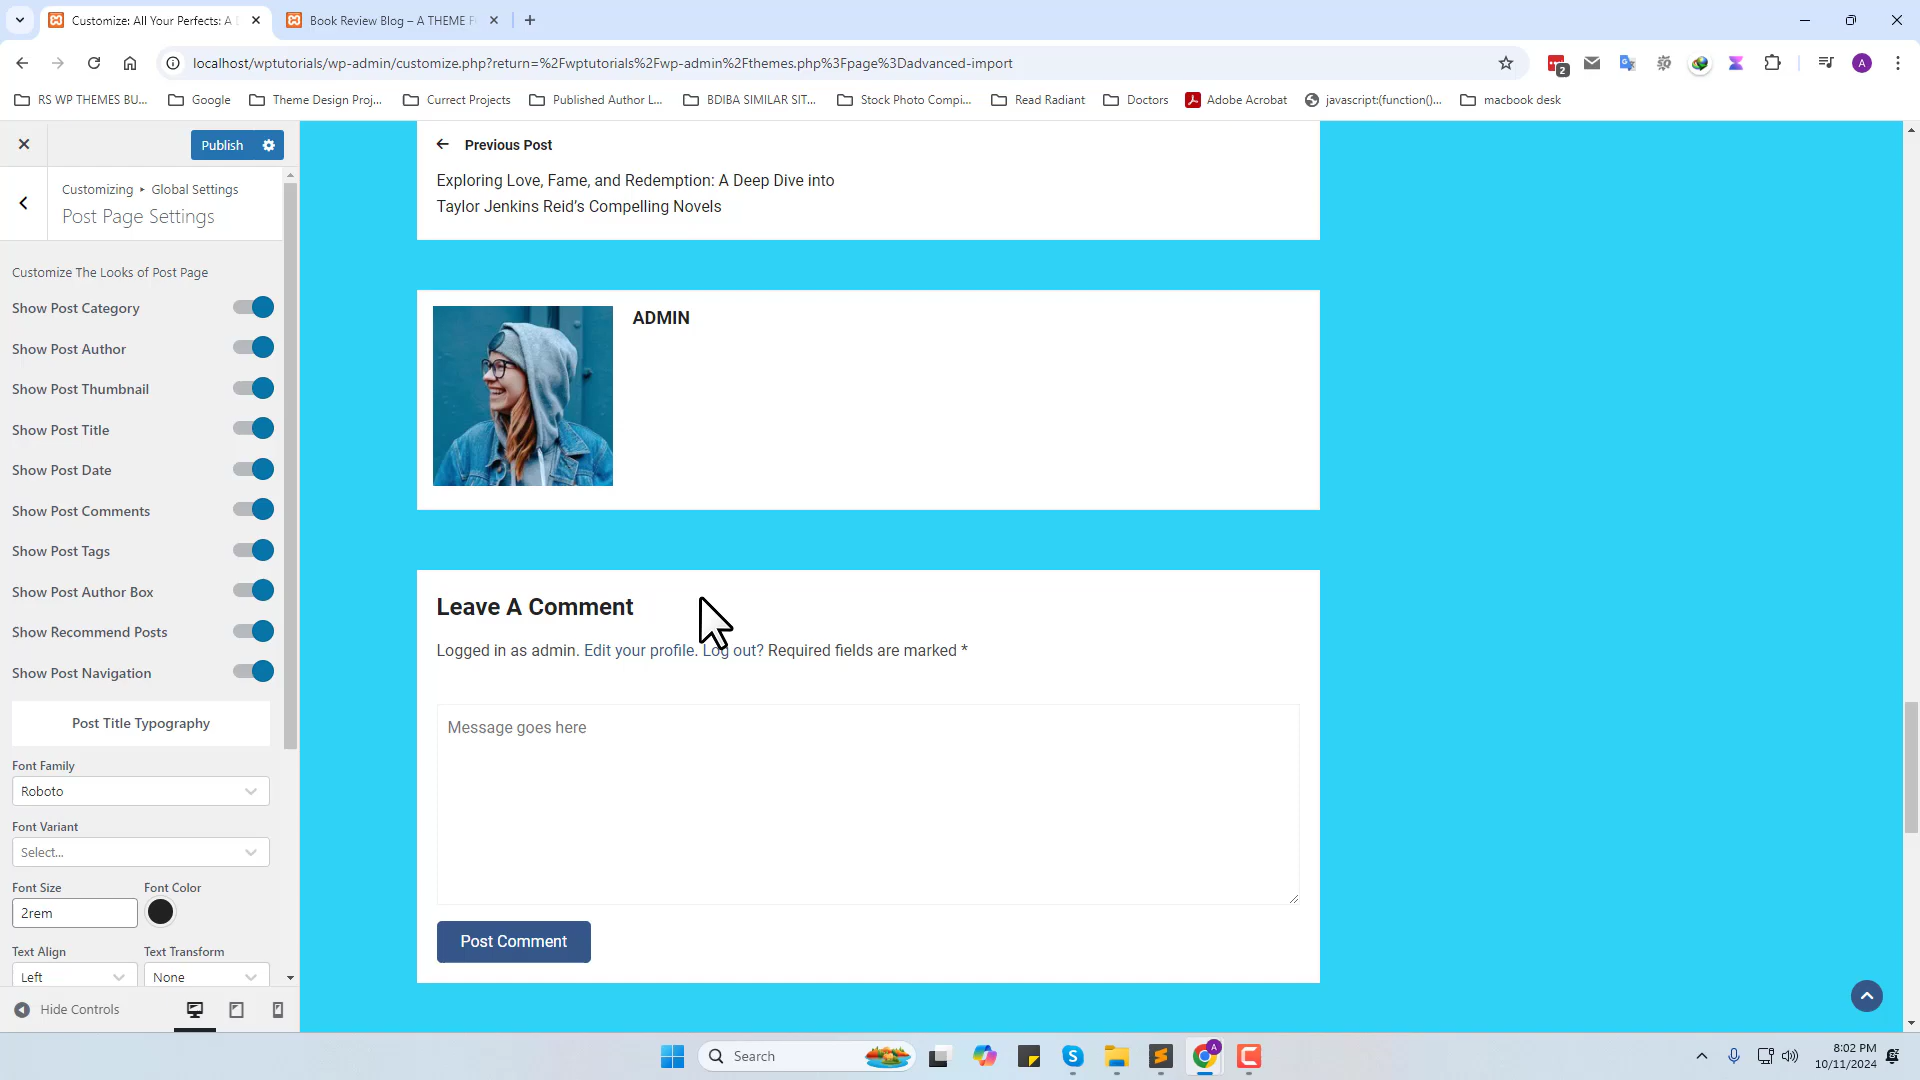 Customize: All Your Perfects: A
Book Review Blog – A THEME F
localhost/wptutorials/wp-admin/customize.php?return=%2Fwptutorials%2Fwp-admin%2Fthemes.php%3Fpage%3Dadvanced-import
2
A
RS WP THEMES BU...
Google
Theme Design Proj...
Currect Projects
Published Author L...
BDIBA SIMILAR SIT...
Stock Photo Compi...
Read Radiant
Doctors
Adobe Acrobat
javascript:(function()...
macbook desk
Publish
Customizing ▸ Global Settings
Post Page Settings
Customize The Looks of Post Page
Show Post Category
Show Post Author
Show Post Thumbnail
Show Post Title
Show Post Date
Show Post Comments
Show Post Tags
Show Post Author Box
Show Recommend Posts
Show Post Navigation
Post Title Typography
Font Family
Roboto
Font Variant
Select...
Font Size
Font Color
2rem
Text Align
Text Transform
Left
None
Hide Controls
Previous Post
Exploring Love, Fame, and Redemption: A Deep Dive into
Taylor Jenkins Reid's Compelling Novels
ADMIN
Leave A Comment
Logged in as admin. Edit your profile. Log out? Required fields are marked *
Message goes here
Post Comment
Search
A
8:02 PM
10/11/2024